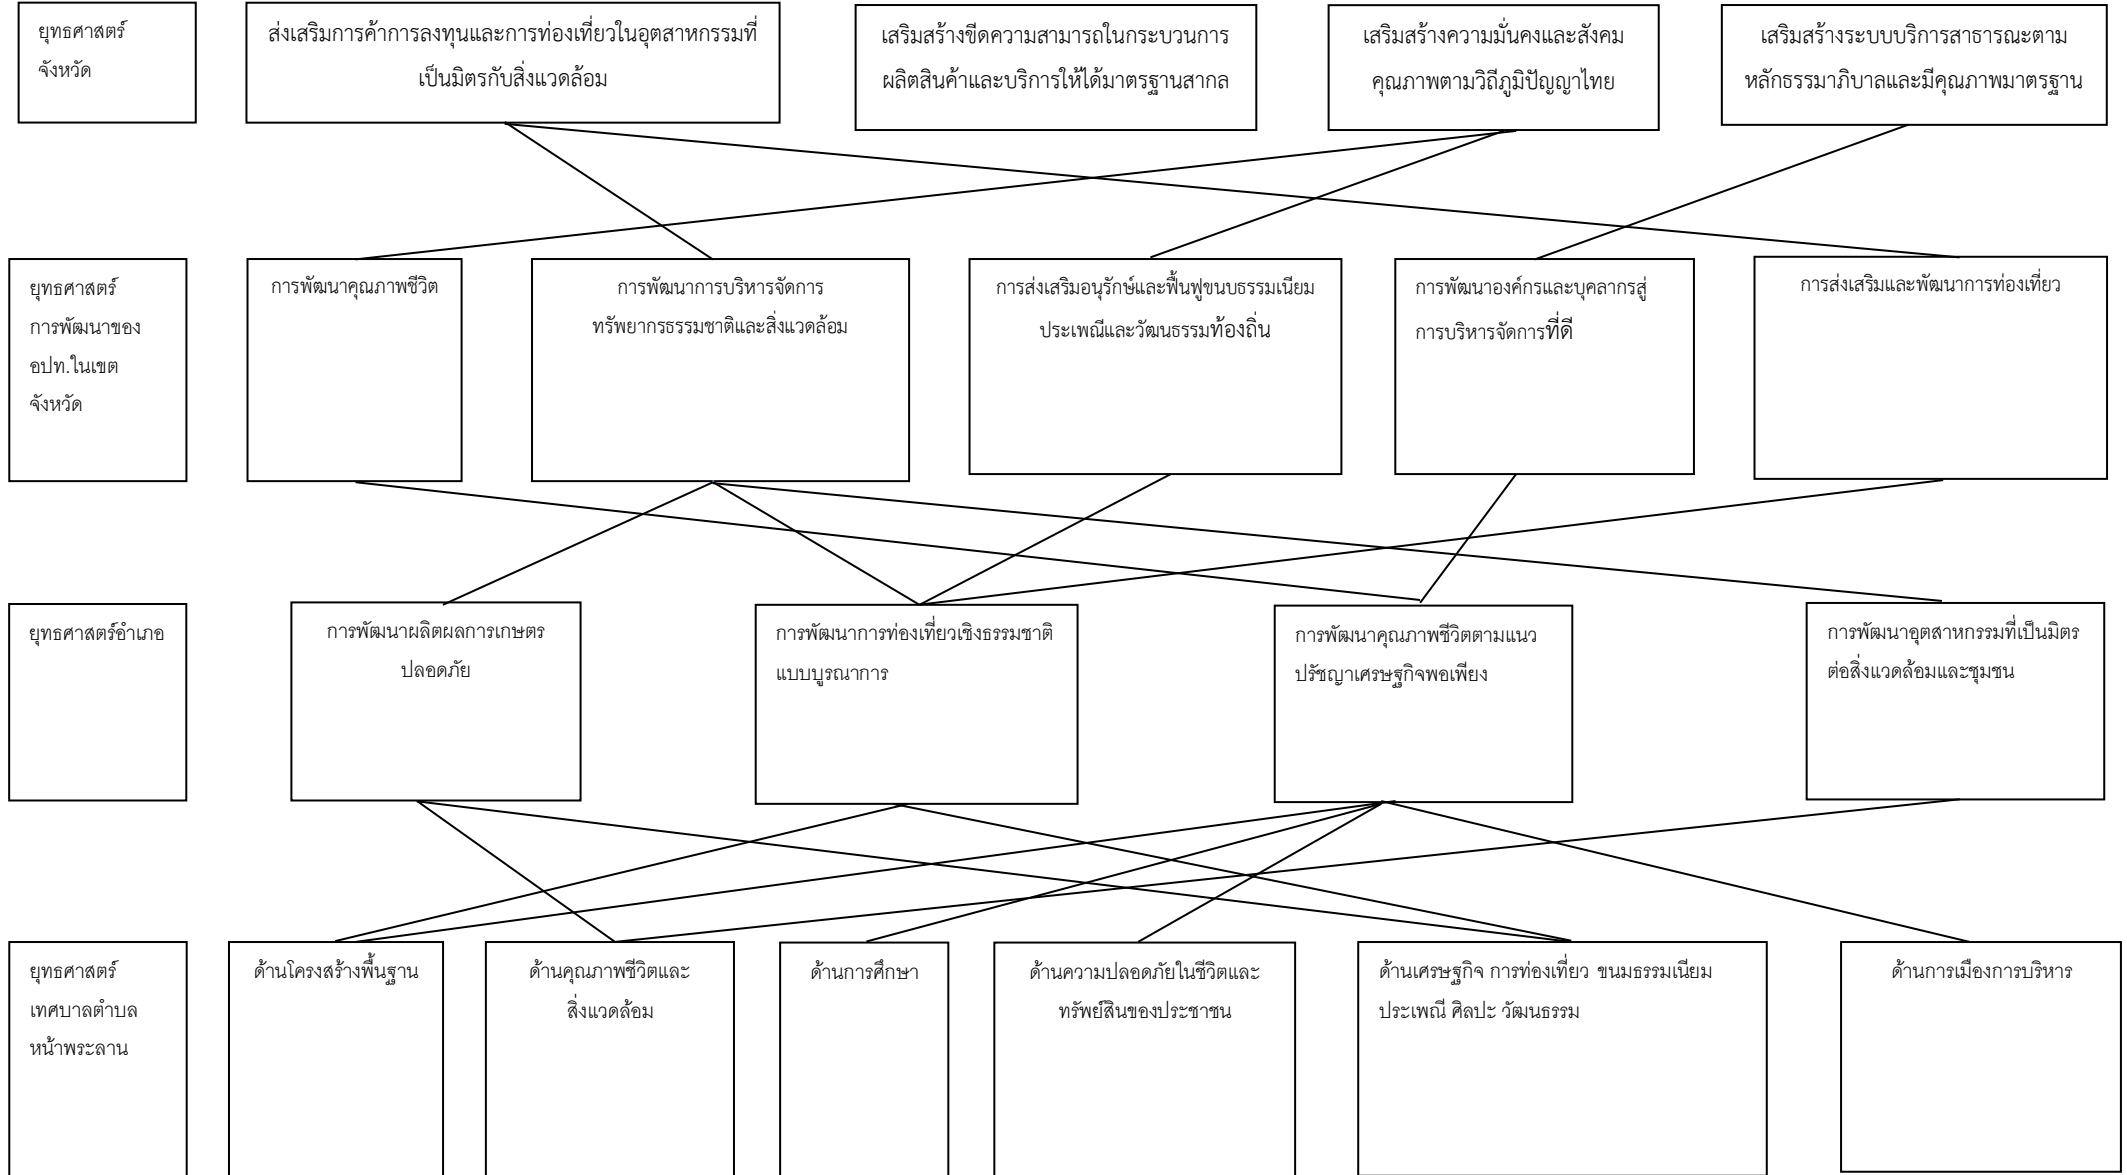 ยุทธศาสตร์
จังหวัด
ส่งเสริมการค้าการลงทุนและการท่องเที่ยวในอุตสาหกรรมที่
เป็นมิตรกับสิ่งแวดล้อม
เสริมสร้างขีดความสามารถในกระบวนการ
ผลิตสินค้าและบริการให้ได้มาตรฐานสากล
เสริมสร้างความมั่นคงและสังคม
คุณภาพตามวิถีภูมิปัญญาไทย
เสริมสร้างระบบบริการสาธารณะตาม
หลักธรรมาภิบาลและมีคุณภาพมาตรฐาน
ยุทธศาสตร์
การพัฒนาของ
อปท.ในเขต
จังหวัด
การพัฒนาคุณภาพชีวิต
การพัฒนาการบริหารจัดการ
ทรัพยากรธรรมชาติและสิ่งแวดล้อม
การส่งเสริมอนุรักษ์และฟื้นฟูขนบธรรมเนียม
ประเพณีและวัฒนธรรมท้องถิ่น
การพัฒนาองค์กรและบุคลากรสู่
การบริหารจัดการที่ดี
การส่งเสริมและพัฒนาการท่องเที่ยว
ยุทธศาสตร์อำเภอ
การพัฒนาผลิตผลการเกษตร
ปลอดภัย
การพัฒนาการท่องเที่ยวเชิงธรรมชาติ
แบบบูรณาการ
การพัฒนาคุณภาพชีวิตตามแนว
ปรัชญาเศรษฐกิจพอเพียง
การพัฒนาอุตสาหกรรมที่เป็นมิตร
ต่อสิ่งแวดล้อมและชุมชน
ยุทธศาสตร์
เทศบาลตำบล
หน้าพระลาน
ด้านโครงสร้างพื้นฐาน
ด้านคุณภาพชีวิตและ
สิ่งแวดล้อม
ด้านการศึกษา
ด้านความปลอดภัยในชีวิตและ
ทรัพย์สินของประชาชน
ด้านเศรษฐกิจ การท่องเที่ยว ขนมธรรมเนียม
ประเพณี ศิลปะ วัฒนธรรม
ด้านการเมืองการบริหาร